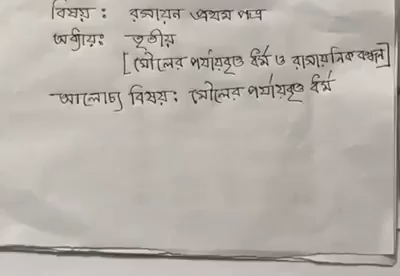 বিষয় : রসায়ন প্রথম পত্র
অধ্যায়: তৃতীয়
[মৌলের পর্যায়বৃত্ত ধর্ম ও রাসায়নিক বন্ধন]
আলোচ্য বিষয় : মৌলের পর্যায়বৃত্ত ধর্ম